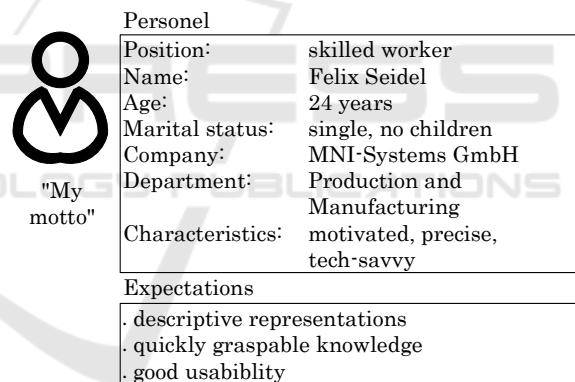 Personel
Position: skilled worker
Name: Felix Seidel
Age: 24 years
Marital status: single, no children
Company: MNI-Systems GmbH
Department: Production and
Manufacturing
Characteristics: motivated, precise,
tech-savvy
"My
motto"
Expectations
. descriptive representations
. quickly graspable knowledge
. good usabiblity